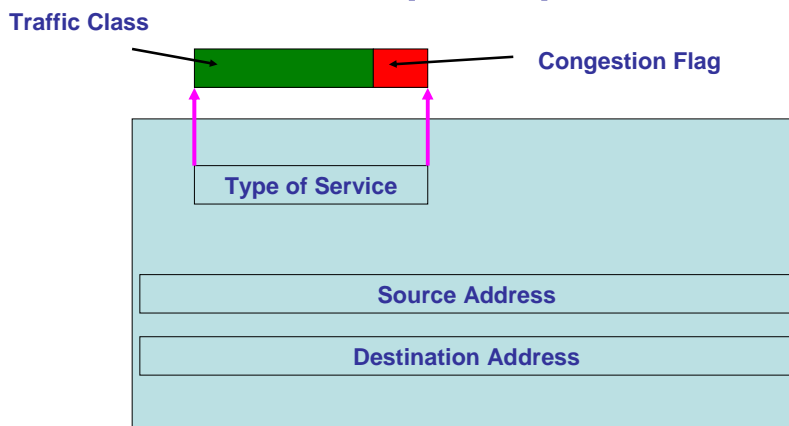 Traffic Class
Congestion Flag
Type of Service
Source Address
Destination Address